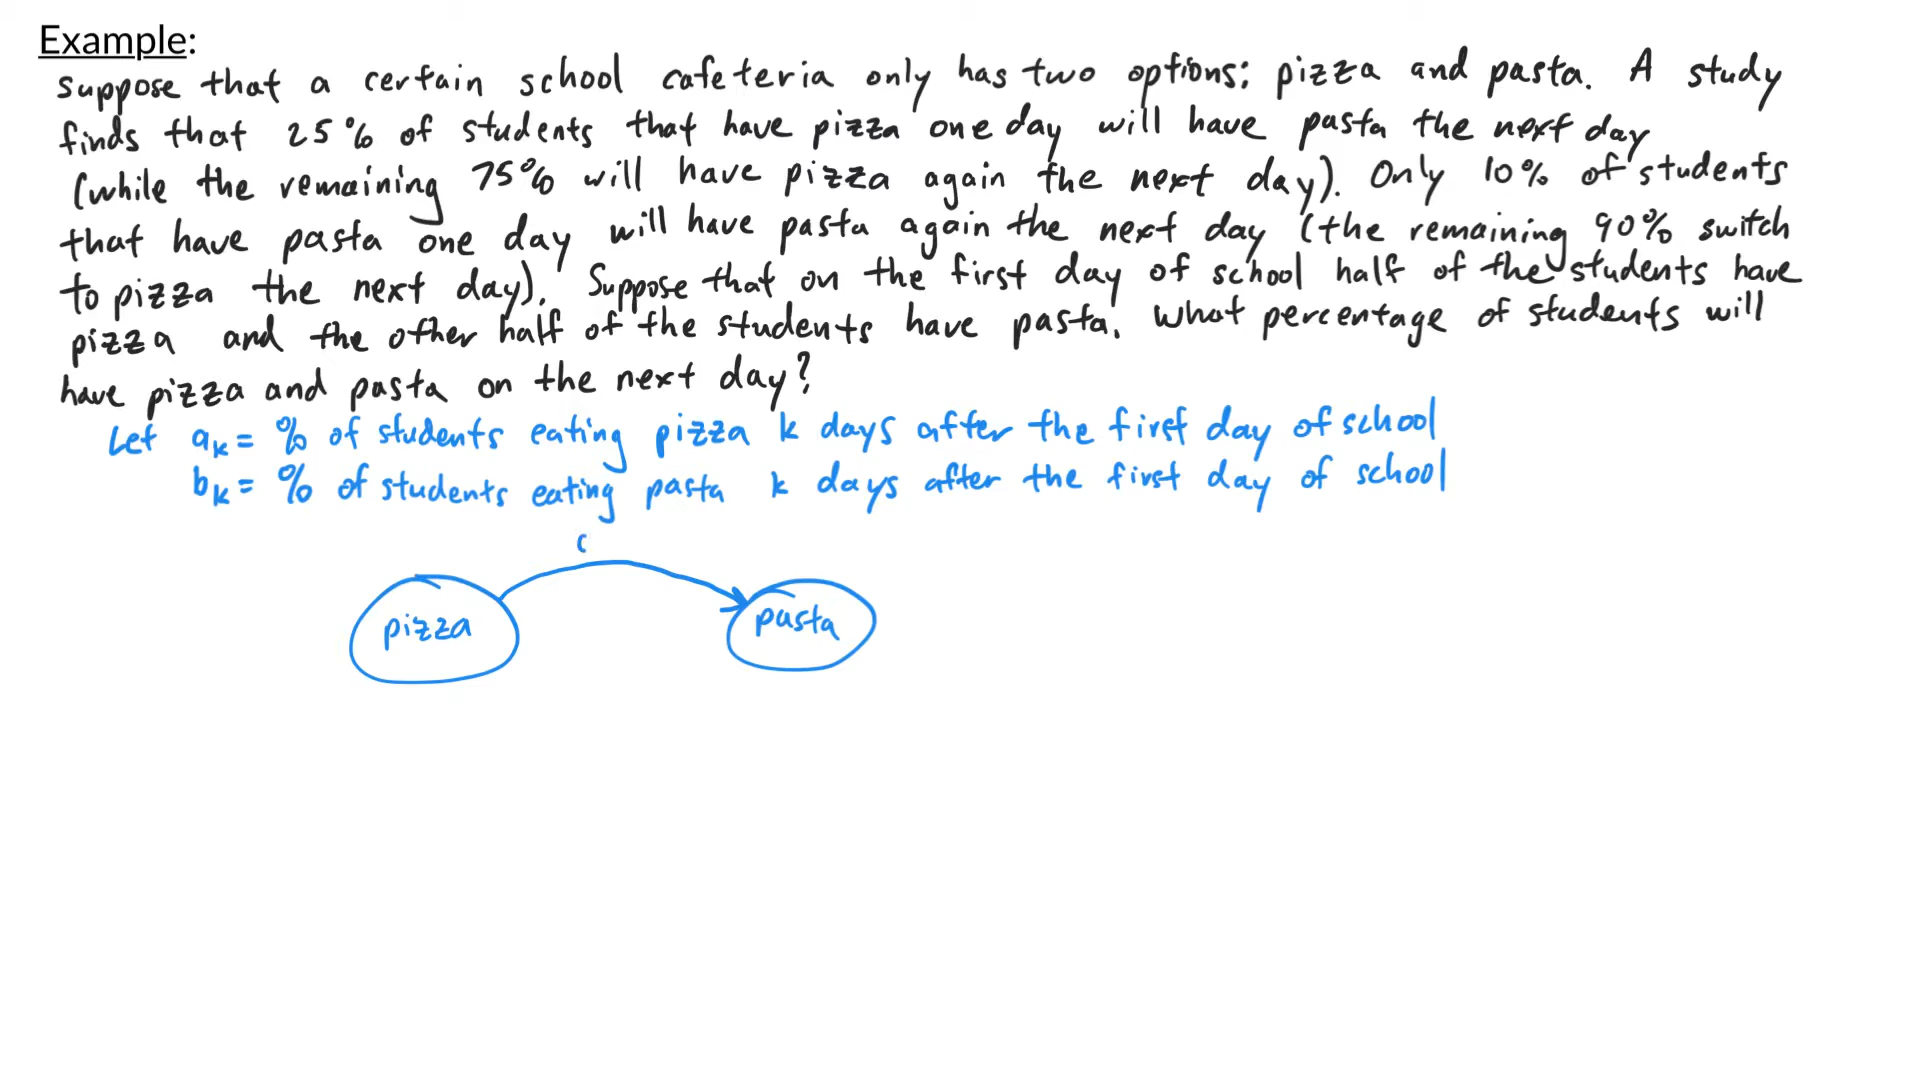 Example:
suppose that a certain school cafeteria only has two options: pizza and pasta. A study
finds that 25% of students that have pizza one day will have pasta the next day
(while the remaining 75% will have pizza again the next day). Only 10% of students
that have pasta one day will have pasta again the next day (the remaining 90% switch
to pizza the next day). Suppose that on the first day of school half of the students have
pizza and the other half of the students have pasta. What percentage of students will
have pizza and pasta on the next day?
Let aₖ = % of students eating pizza k days after the first day of school
bₖ = % of students eating pasta k days after the first day of school
pizza
pasta